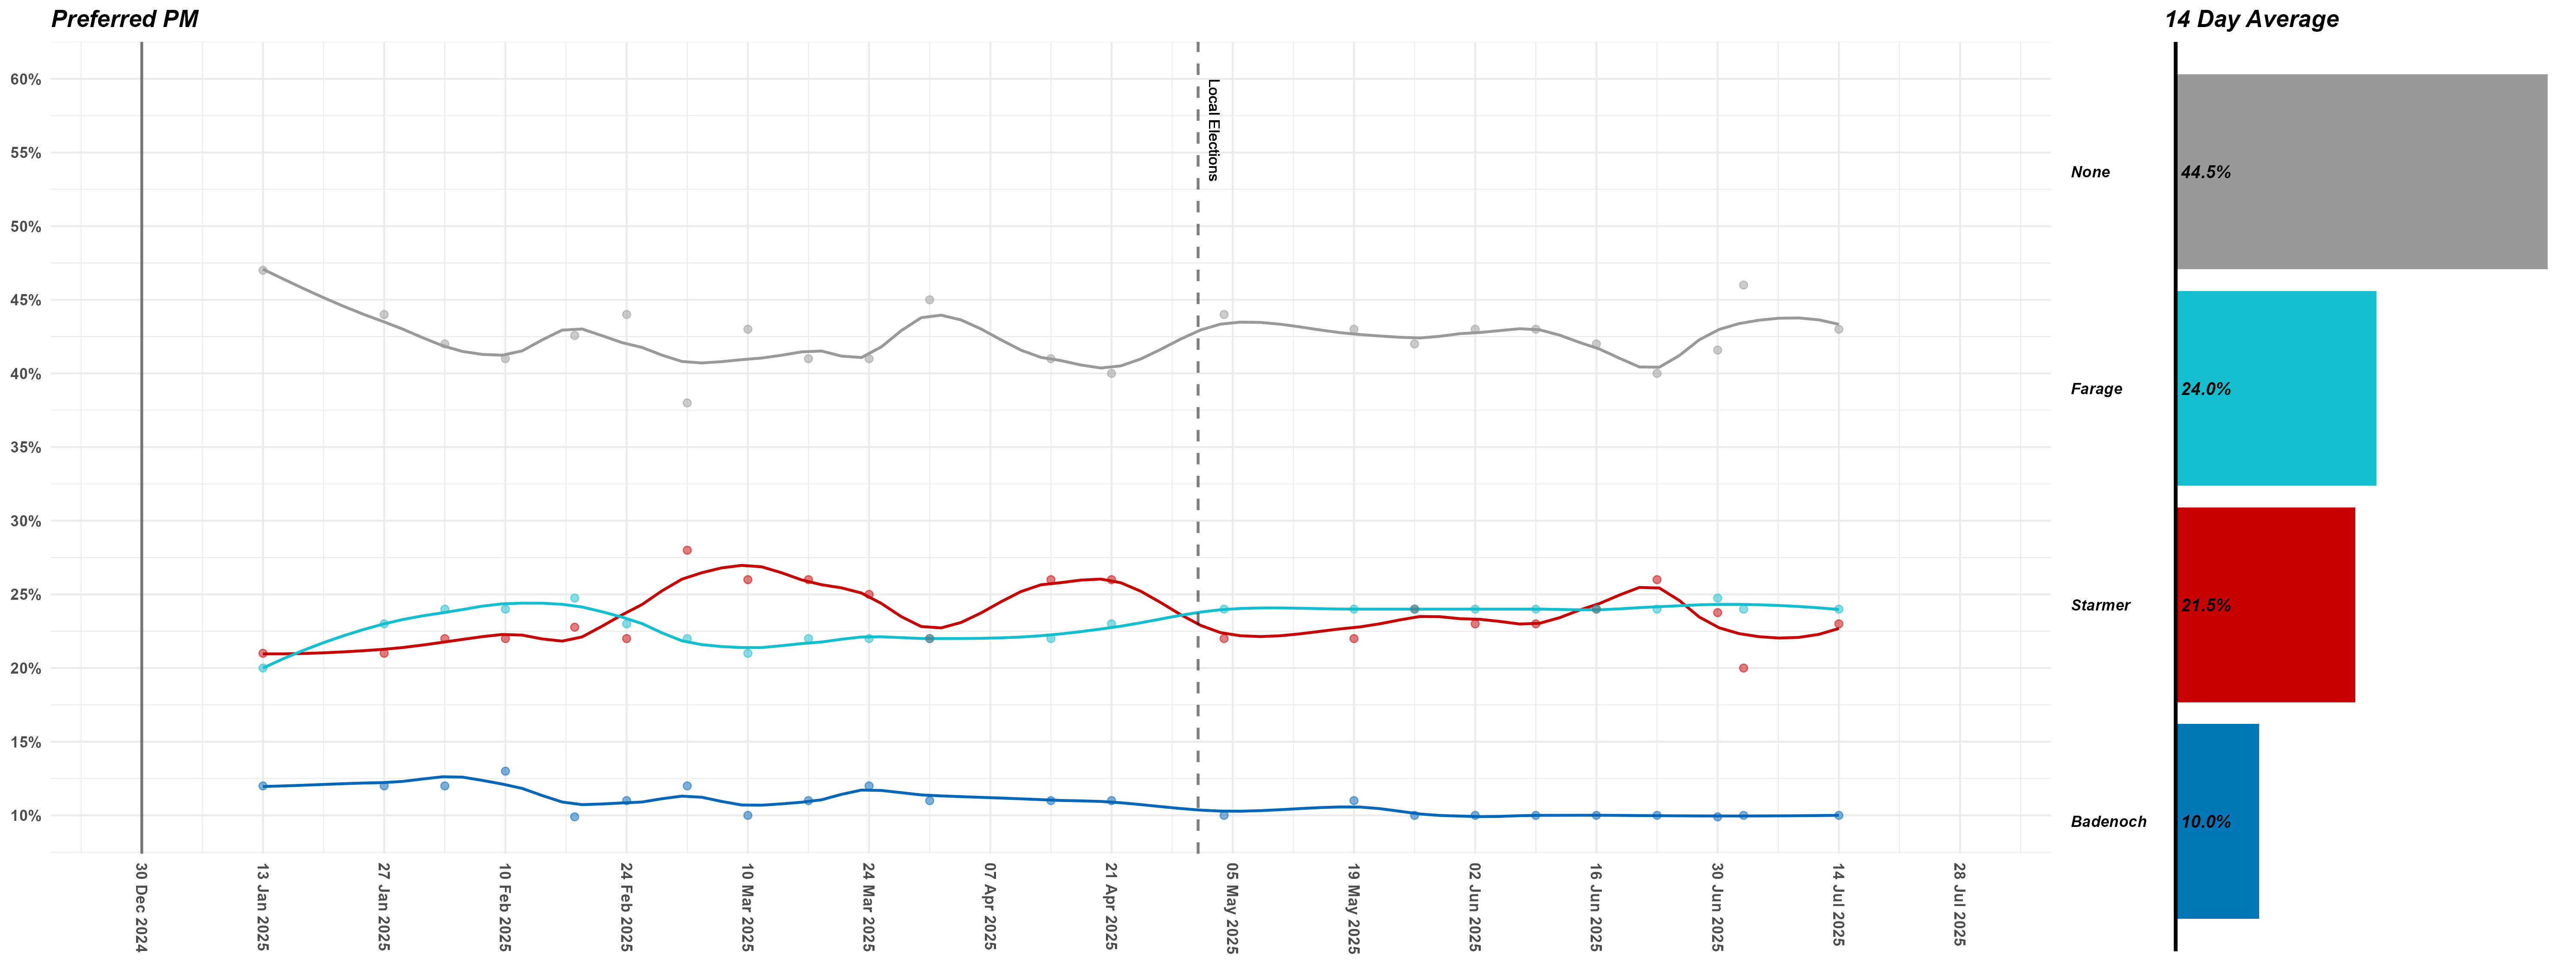 Preferred PM
14 Day Average
60%
55%
50%
45%
40%
35%
30%
25%
20%
15%
10%
Local Elections
30 Dec 2024
13 Jan 2025
27 Jan 2025
10 Feb 2025
24 Feb 2025
10 Mar 2025
24 Mar 2025
07 Apr 2025
21 Apr 2025
05 May 2025
19 May 2025
02 Jun 2025
16 Jun 2025
30 Jun 2025
14 Jul 2025
28 Jul 2025
None 44.5%
Farage 24.0%
Starmer 21.5%
Badenoch 10.0%